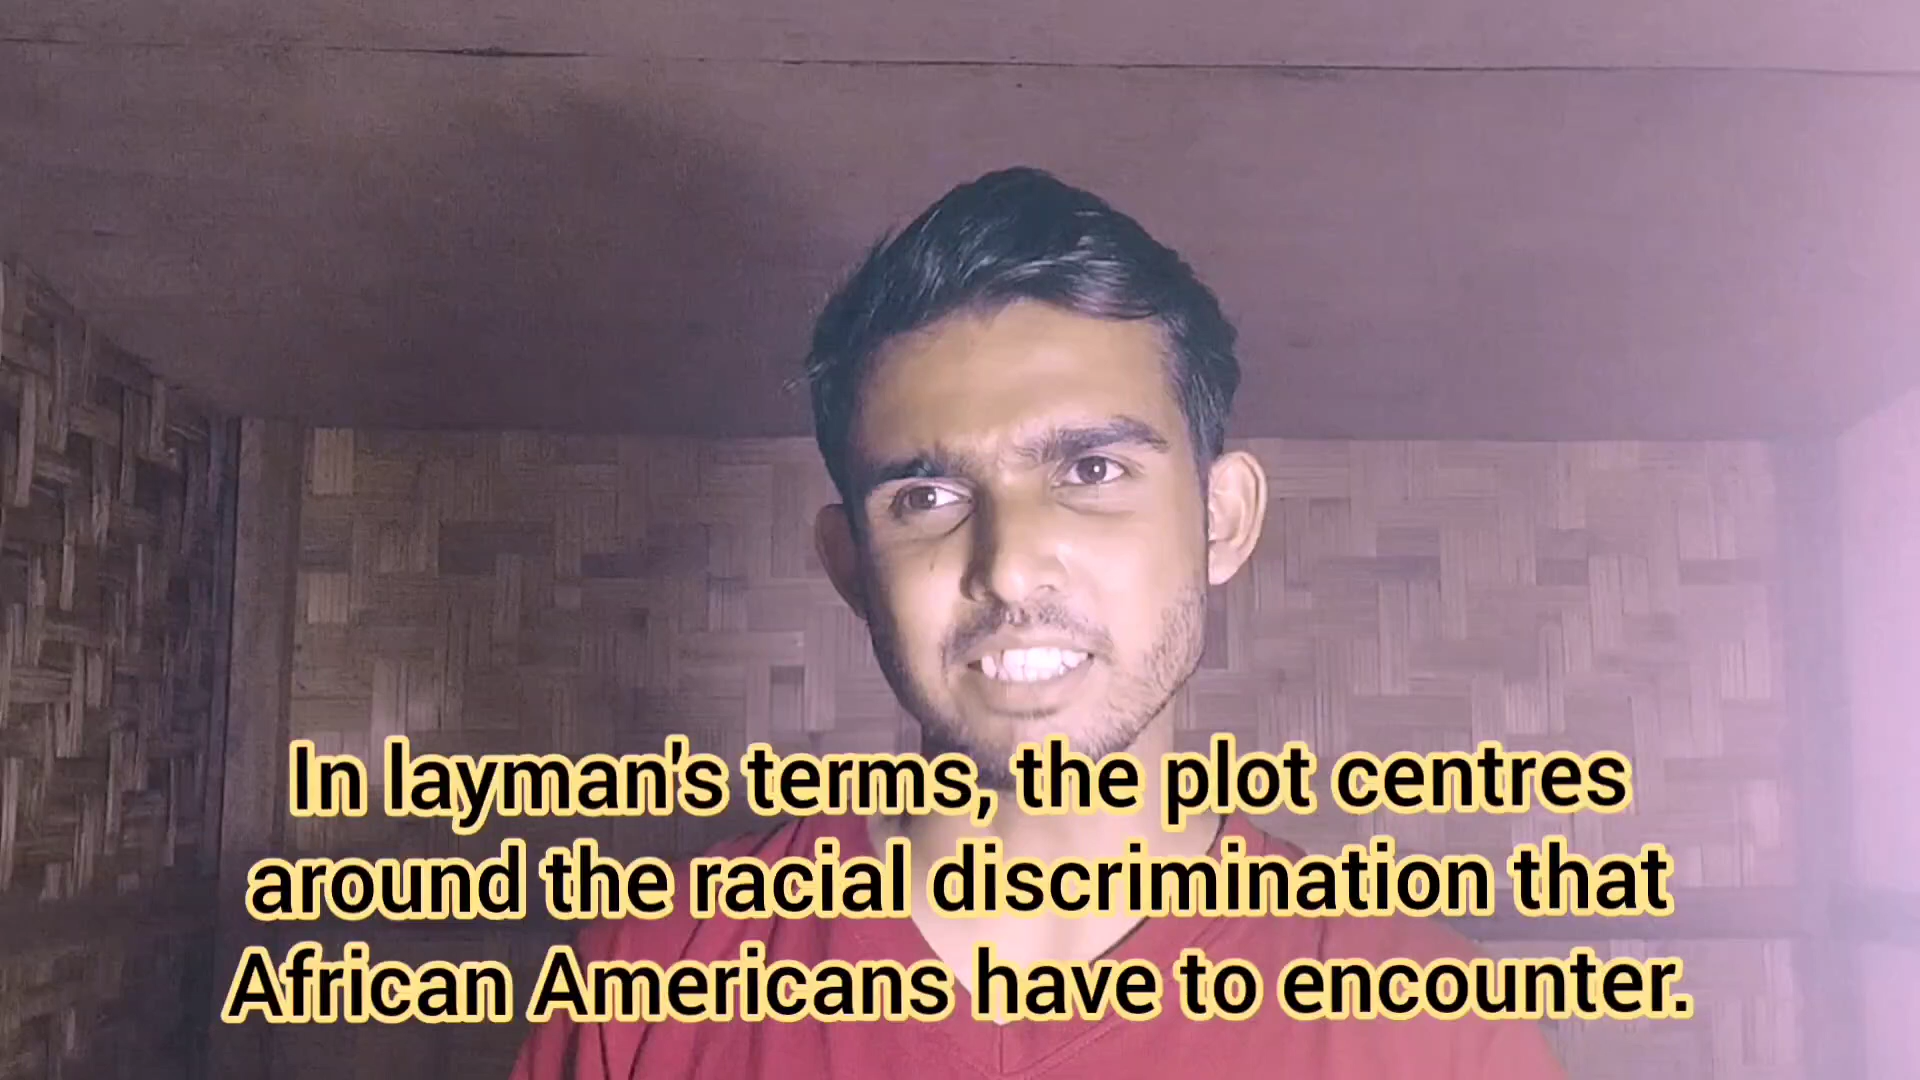 In layman's terms, the plot centres
around the racial discrimination that
African Americans have to encounter.